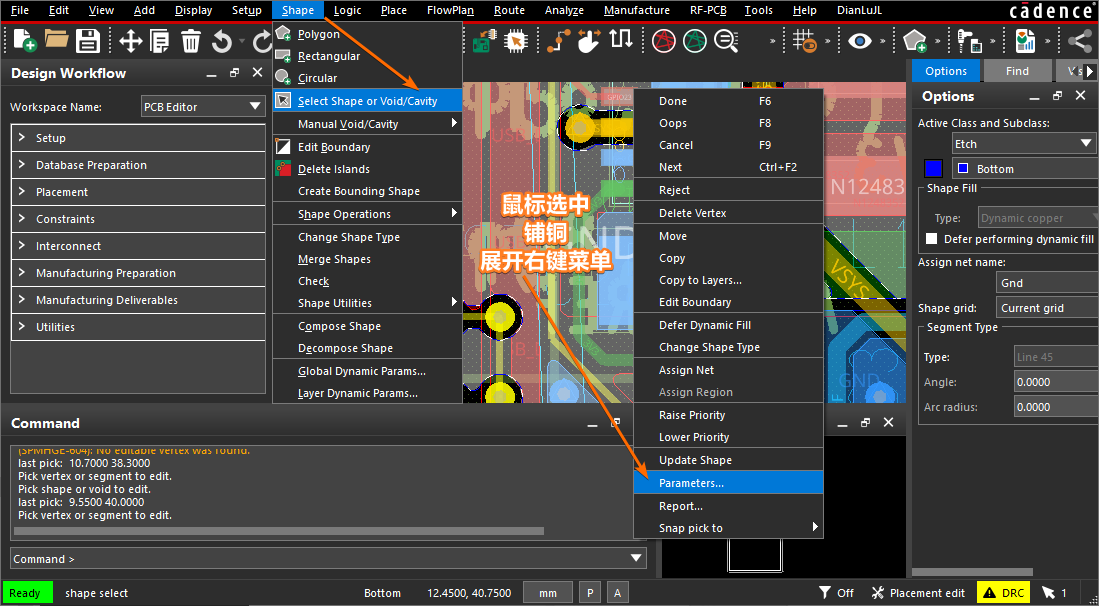 File Edit View Add Display Setup Shape Logic Place FlowPlan Route Analyze Manufacture RF-PCB Tools Help DianLuJL
cādence
Design Workflow
Workspace Name: PCB Editor
Setup
Database Preparation
Placement
Constraints
Interconnect
Manufacturing Preparation
Manufacturing Deliverables
Utilities
Polygon
Rectangular
Circular
Select Shape or Void/Cavity
Manual Void/Cavity
Edit Boundary
Delete Islands
Create Bounding Shape
Shape Operations
Change Shape Type
Merge Shapes
Check
Shape Utilities
Compose Shape
Decompose Shape
Global Dynamic Params...
Layer Dynamic Params...
鼠标选中
铺铜
展开右键菜单
Done F6
Oops F8
Cancel F9
Next Ctrl+F2
Reject
Delete Vertex
Move
Copy
Copy to Layers...
Edit Boundary
Defer Dynamic Fill
Change Shape Type
Assign Net
Assign Region
Raise Priority
Lower Priority
Update Shape
Parameters...
Report...
Snap pick to
N12483
VSYS
GND
Options Find
Options
Active Class and Subclass:
Etch
Bottom
Shape Fill
Type: Dynamic copper
Defer performing dynamic fill
Assign net name:
Gnd
Shape grid: Current grid
Segment Type
Type: Line 45
Angle: 0.0000
Arc radius: 0.0000
Command
(SPMHGE-604): No editable vertex was found.
last pick: 10.7000 38.3000
Pick vertex or segment to edit.
Pick shape or void to edit.
last pick: 9.5500 40.0000
Pick vertex or segment to edit.
Command >
Ready shape select Bottom 12.4500, 40.7500 mm P A Off Placement edit DRC 1